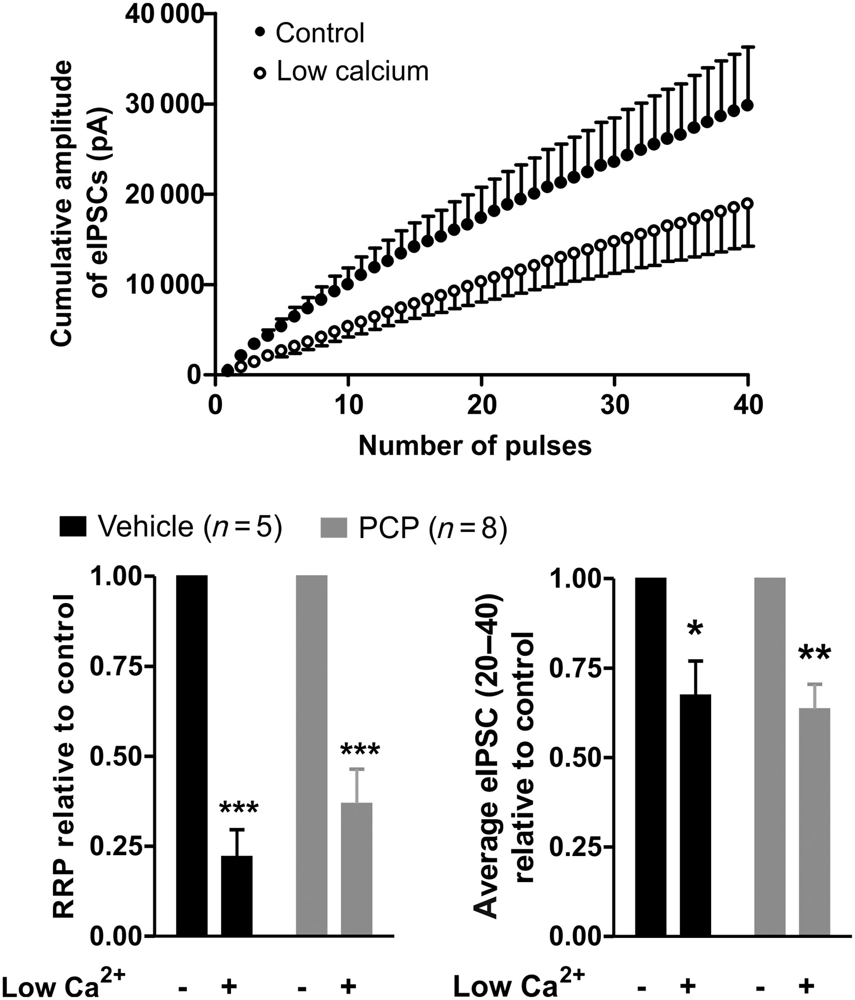 40 000
Control
Low calcium
30 000
20 000
10 000
0
Cumulative amplitude
of eIPSCs (pA)
0 10 20 30 40
Number of pulses
Vehicle (n = 5) PCP (n = 8)
RRP relative to control
1.00
0.75
0.50
0.25
0.00
***
***
Low Ca2+ - + - +
Average eIPSC (20–40)
relative to control
1.00
0.75
0.50
0.25
0.00
*
**
Low Ca2+ - + - +